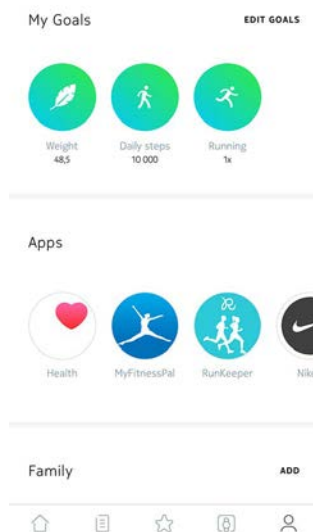 My Goals EDIT GOALS
Weight Daily steps Running
48,5 10 000 1x
Apps
Health MyFitnessPal RunKeeper Nike
Family ADD